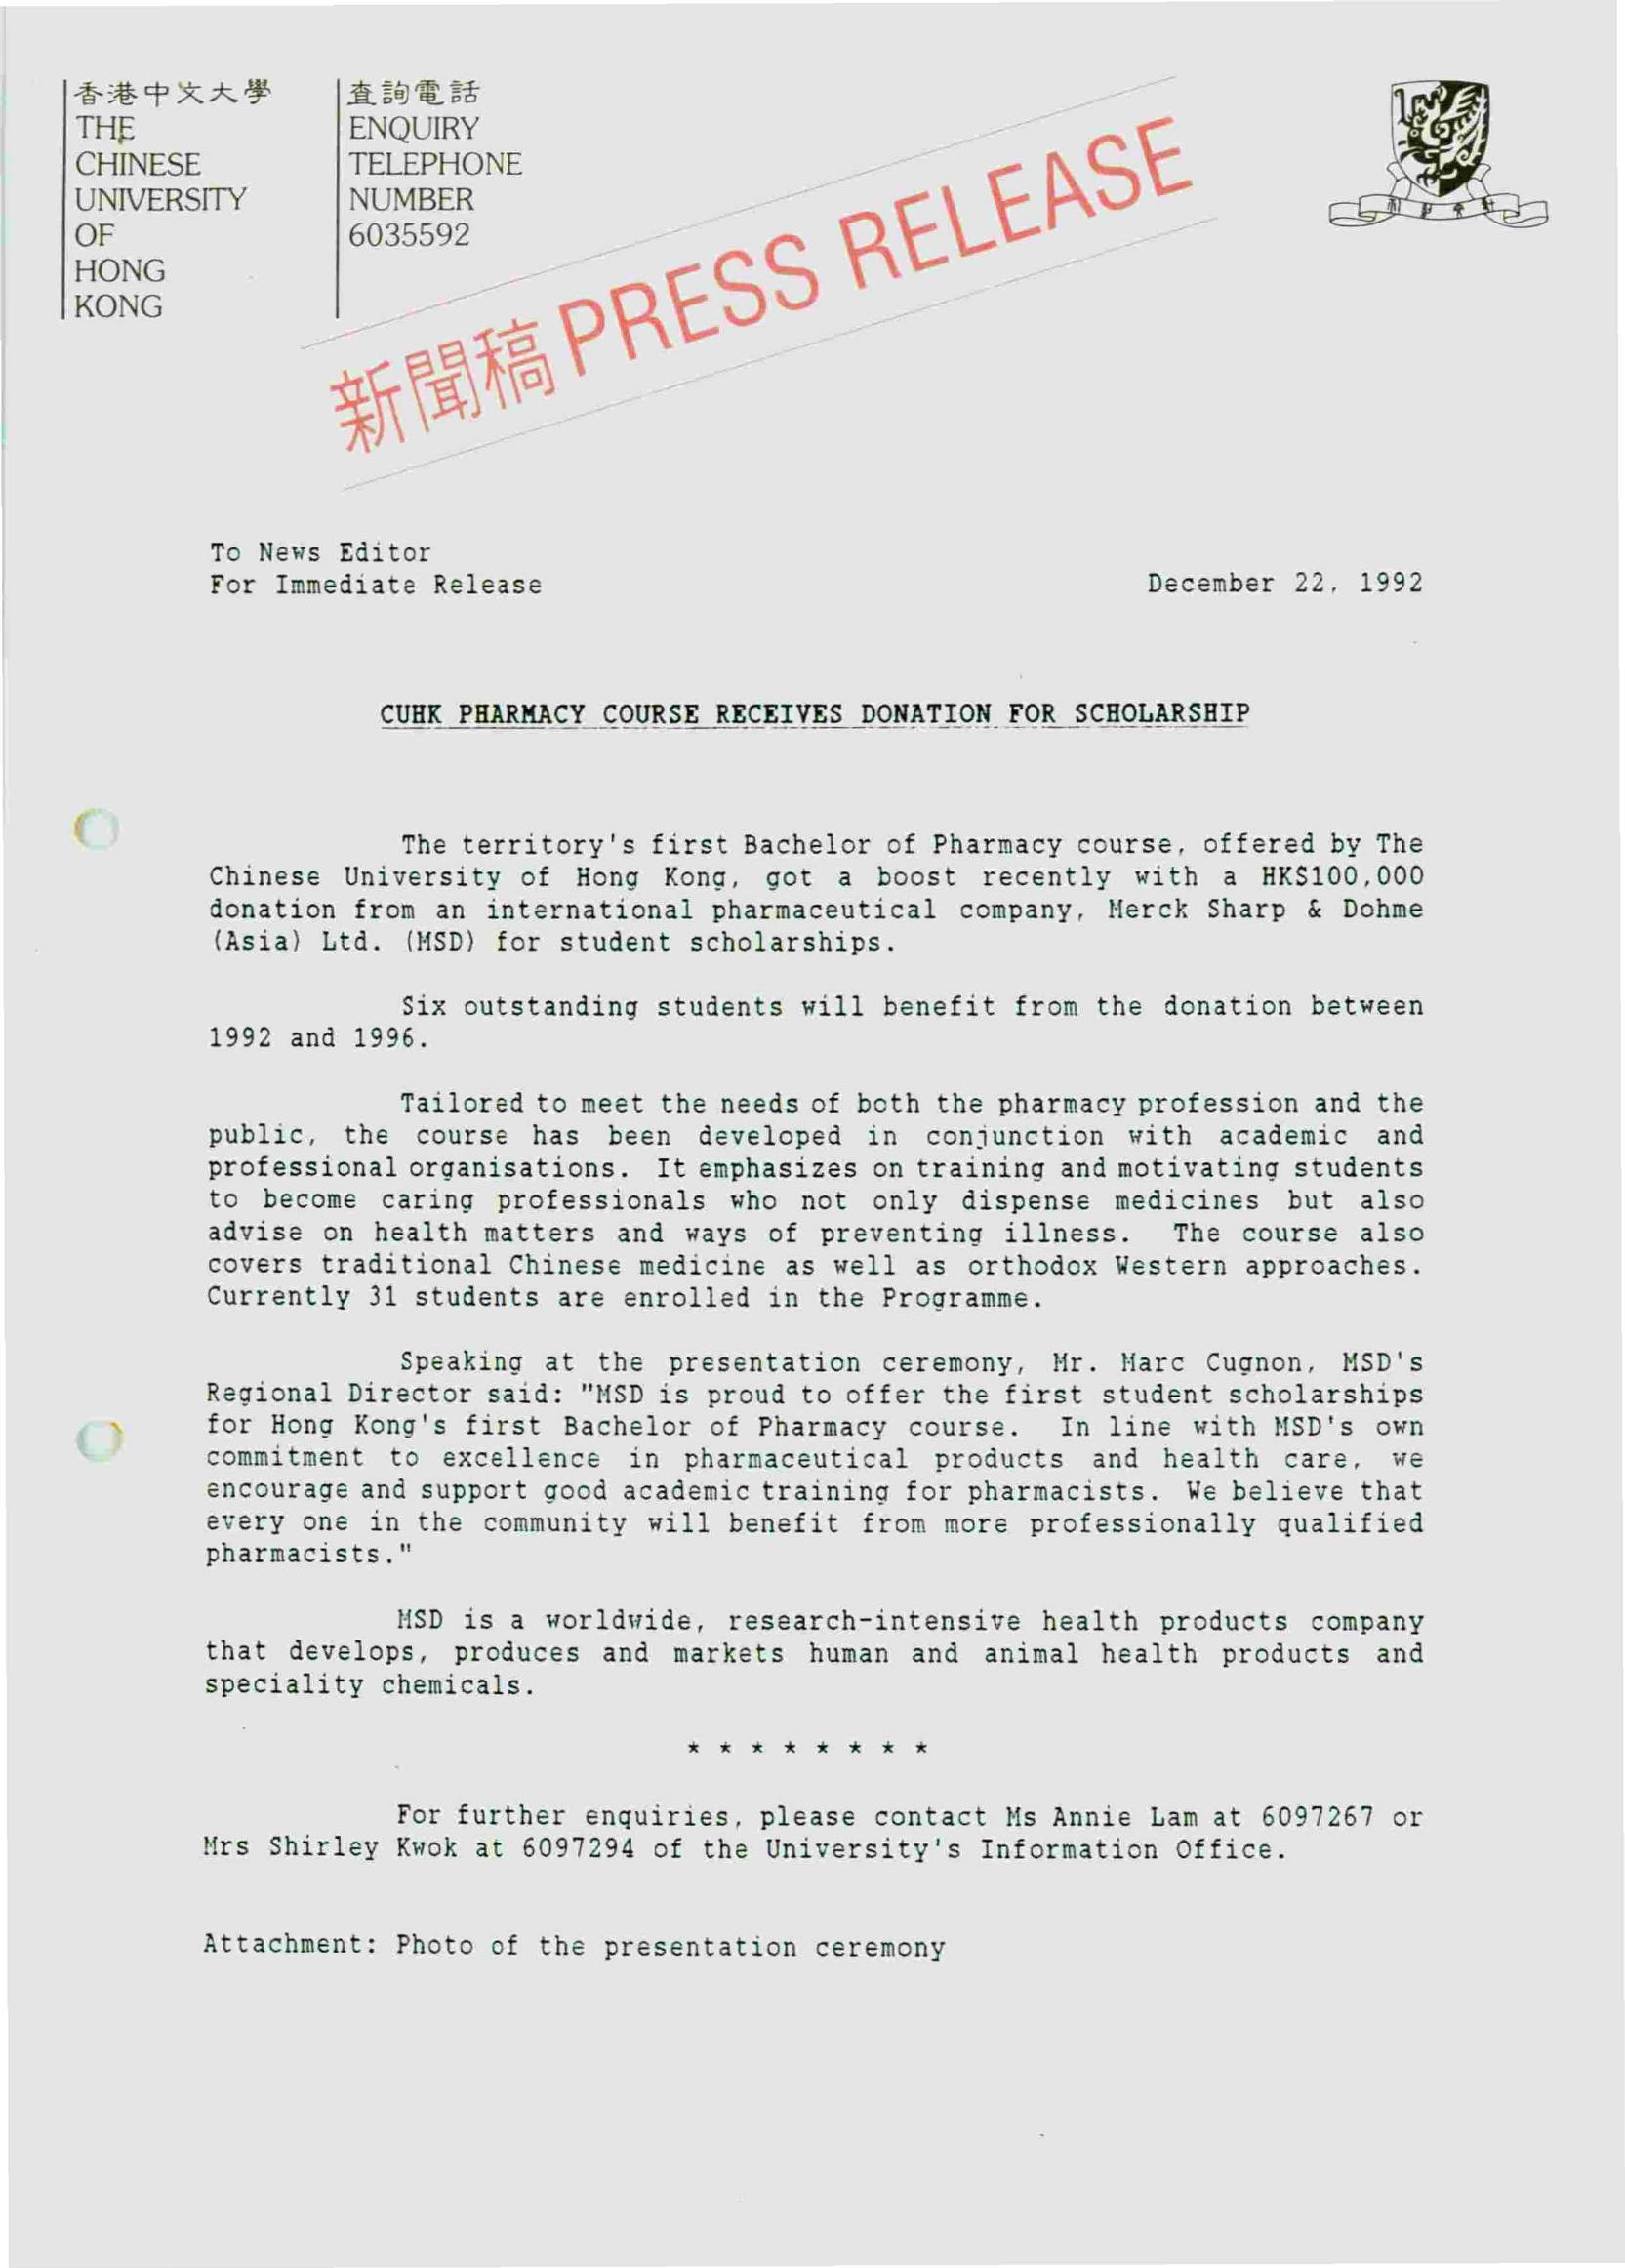 香港中文大學
THE
CHINESE
UNIVERSITY
OF
HONG
KONG
查詢電話
ENQUIRY
TELEPHONE
NUMBER
6035592
新聞稿 PRESS RELEASE
To News Editor
For Immediate Release
December 22, 1992
CUHK PHARMACY COURSE RECEIVES DONATION FOR SCHOLARSHIP
The territory's first Bachelor of Pharmacy course, offered by The
Chinese University of Hong Kong, got a boost recently with a HK$100,000
donation from an international pharmaceutical company, Merck Sharp & Dohme
(Asia) Ltd. (MSD) for student scholarships.
Six outstanding students will benefit from the donation between
1992 and 1996.
Tailored to meet the needs of both the pharmacy profession and the
public, the course has been developed in conjunction with academic and
professional organisations. It emphasizes on training and motivating students
to become caring professionals who not only dispense medicines but also
advise on health matters and ways of preventing illness. The course also
covers traditional Chinese medicine as well as orthodox Western approaches.
Currently 31 students are enrolled in the Programme.
Speaking at the presentation ceremony, Mr. Marc Cugnon, MSD's
Regional Director said: "MSD is proud to offer the first student scholarships
for Hong Kong's first Bachelor of Pharmacy course. In line with MSD's own
commitment to excellence in pharmaceutical products and health care, we
encourage and support good academic training for pharmacists. We believe that
every one in the community will benefit from more professionally qualified
pharmacists."
MSD is a worldwide, research-intensive health products company
that develops, produces and markets human and animal health products and
speciality chemicals.
* * * * * * * *
For further enquiries, please contact Ms Annie Lam at 6097267 or
Mrs Shirley Kwok at 6097294 of the University's Information Office.
Attachment: Photo of the presentation ceremony